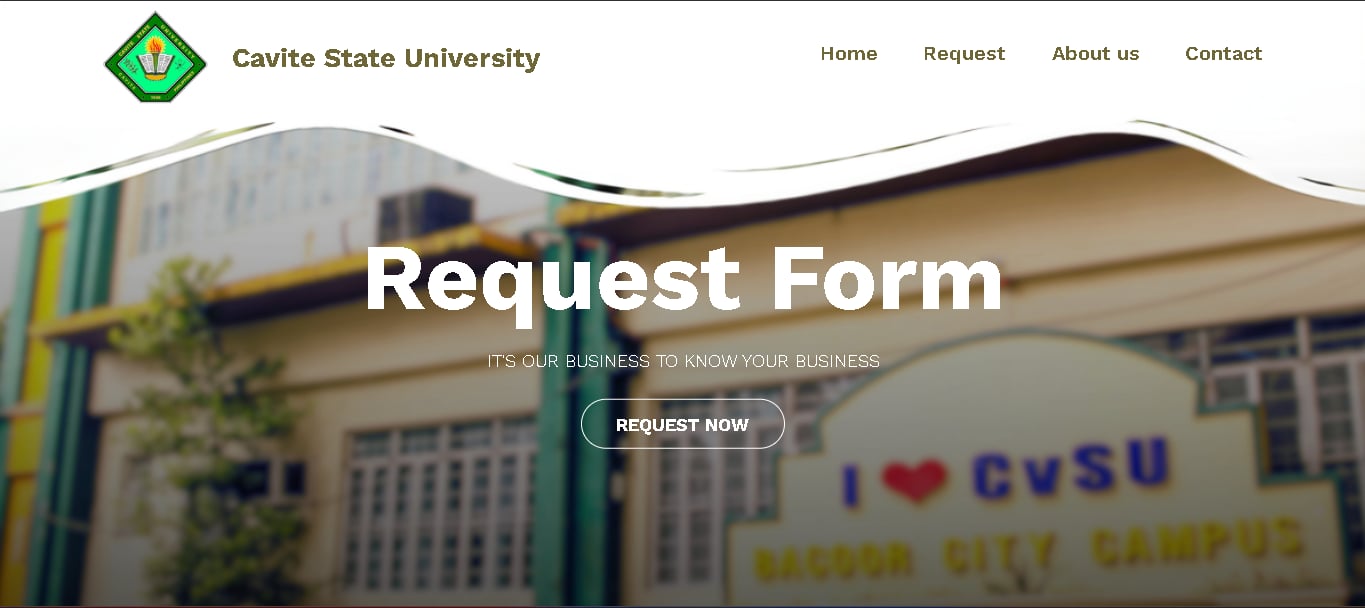 Cavite State University
Home Request About us Contact
Request Form
IT'S OUR BUSINESS TO KNOW YOUR BUSINESS
REQUEST NOW
I ❤ CvSU
BACOOR CITY CAMPUS